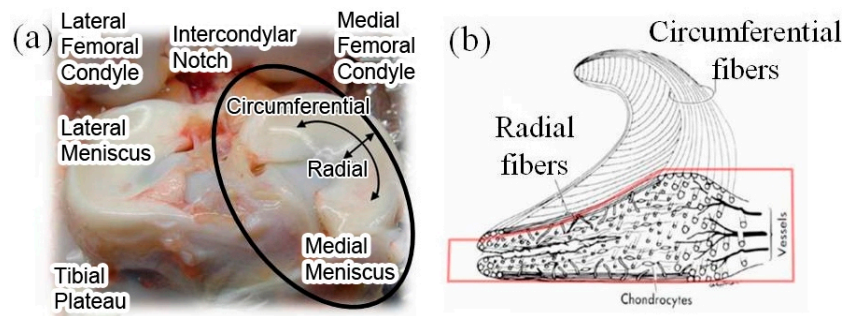 (a)
Lateral
Femoral
Condyle
Intercondylar
Notch
Medial
Femoral
Condyle
Circumferential
Lateral
Meniscus
Radial
Medial
Meniscus
Tibial
Plateau
(b)
Circumferential
fibers
Radial
fibers
Vessels
Chondrocytes